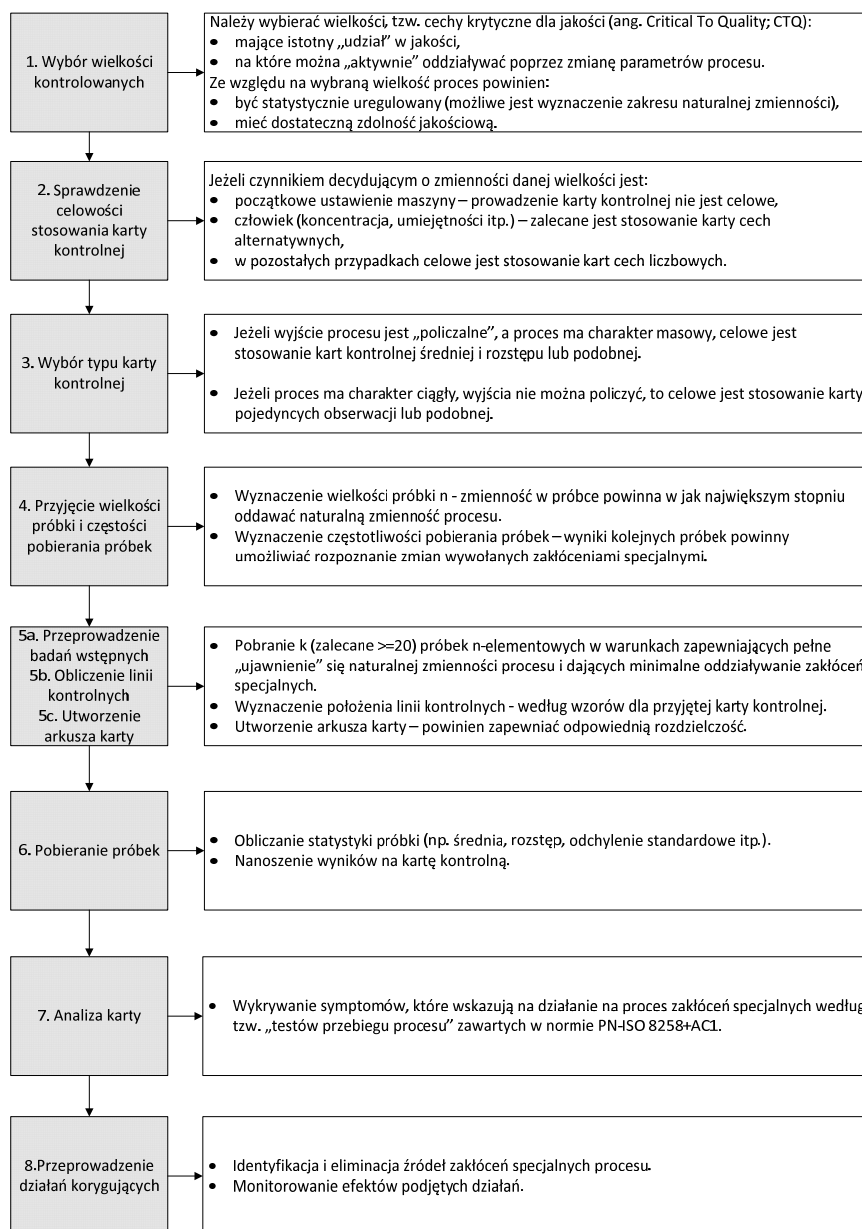 1. Wybór wielkości
kontrolowanych
Należy wybierać wielkości, tzw. cechy krytyczne dla jakości (ang. Critical To Quality; CTQ):
• mające istotny „udział” w jakości,
• na które można „aktywnie” oddziaływać poprzez zmianę parametrów procesu.
Ze względu na wybraną wielkość proces powinien:
• być statystycznie uregulowany (możliwe jest wyznaczenie zakresu naturalnej zmienności),
• mieć dostateczną zdolność jakościową.
2. Sprawdzenie
celowości
stosowania karty
kontrolnej
Jeżeli czynnikiem decydującym o zmienności danej wielkości jest:
• początkowe ustawienie maszyny – prowadzenie karty kontrolnej nie jest celowe,
• człowiek (koncentracja, umiejętności itp.) – zalecane jest stosowanie karty cech
alternatywnych,
• w pozostałych przypadkach celowe jest stosowanie kart cech liczbowych.
3. Wybór typu karty
kontrolnej
• Jeżeli wyjście procesu jest „policzalne”, a proces ma charakter masowy, celowe jest
stosowanie kart kontrolnej średniej i rozstępu lub podobnej.
• Jeżeli proces ma charakter ciągły, wyjścia nie można policzyć, to celowe jest stosowanie karty
pojedyncych obserwacji lub podobnej.
4. Przyjęcie wielkości
próbki i częstości
pobierania próbek
• Wyznaczenie wielkości próbki n - zmienność w próbce powinna w jak największym stopniu
oddawać naturalną zmienność procesu.
• Wyznaczenie częstotliwości pobierania próbek – wyniki kolejnych próbek powinny
umożliwiać rozpoznanie zmian wywołanych zakłóceniami specjalnymi.
5a. Przeprowadzenie
badań wstępnych
5b. Obliczenie linii
kontrolnych
5c. Utworzenie
arkusza karty
• Pobranie k (zalecane >=20) próbek n-elementowych w warunkach zapewniających pełne
„ujawnienie” się naturalnej zmienności procesu i dających minimalne oddziaływanie zakłóceń
specjalnych.
• Wyznaczenie położenia linii kontrolnych - według wzorów dla przyjętej karty kontrolnej.
• Utworzenie arkusza karty – powinien zapewniać odpowiednią rozdzielczość.
6. Pobieranie próbek
• Obliczanie statystyki próbki (np. średnia, rozstęp, odchylenie standardowe itp.).
• Nanoszenie wyników na kartę kontrolną.
7. Analiza karty
• Wykrywanie symptomów, które wskazują na działanie na proces zakłóceń specjalnych według
tzw. „testów przebiegu procesu” zawartych w normie PN-ISO 8258+AC1.
8.Przeprowadzenie
działań korygujących
• Identyfikacja i eliminacja źródeł zakłóceń specjalnych procesu.
• Monitorowanie efektów podjętych działań.